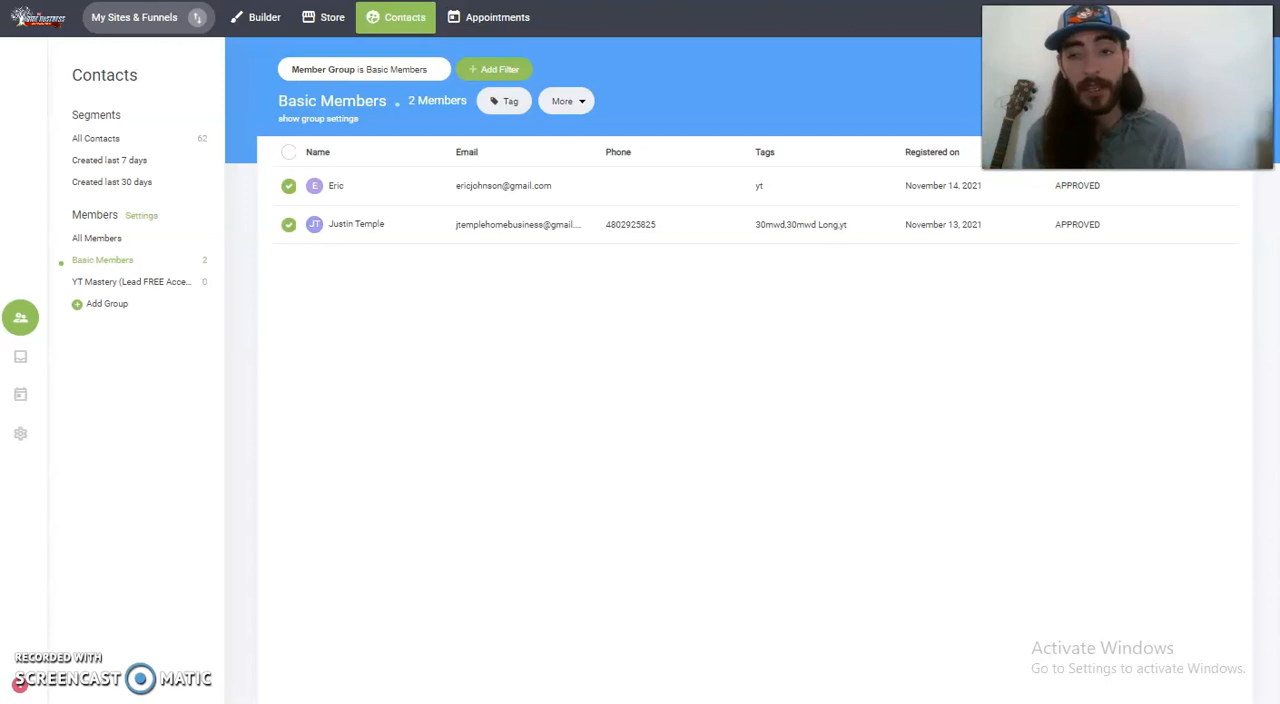 My Sites & Funnels Builder Store Contacts Appointments
Contacts
Segments
All Contacts 62
Created last 7 days
Created last 30 days
Members Settings
All Members
Basic Members 2
YT Mastery (Lead FREE Acce... 0
Add Group
Member Group is Basic Members + Add Filter
Basic Members . 2 Members Tag More
show group settings
Name Email Phone Tags Registered on
E Eric ericjohnson@gmail.com yt November 14, 2021 APPROVED
JT Justin Temple jtemplehomebusiness@gmail.... 4802925825 30mwd,30mwd Long,yt November 13, 2021 APPROVED
RECORDED WITH
SCREENCAST MATIC
Activate Windows
Go to Settings to activate Windows.